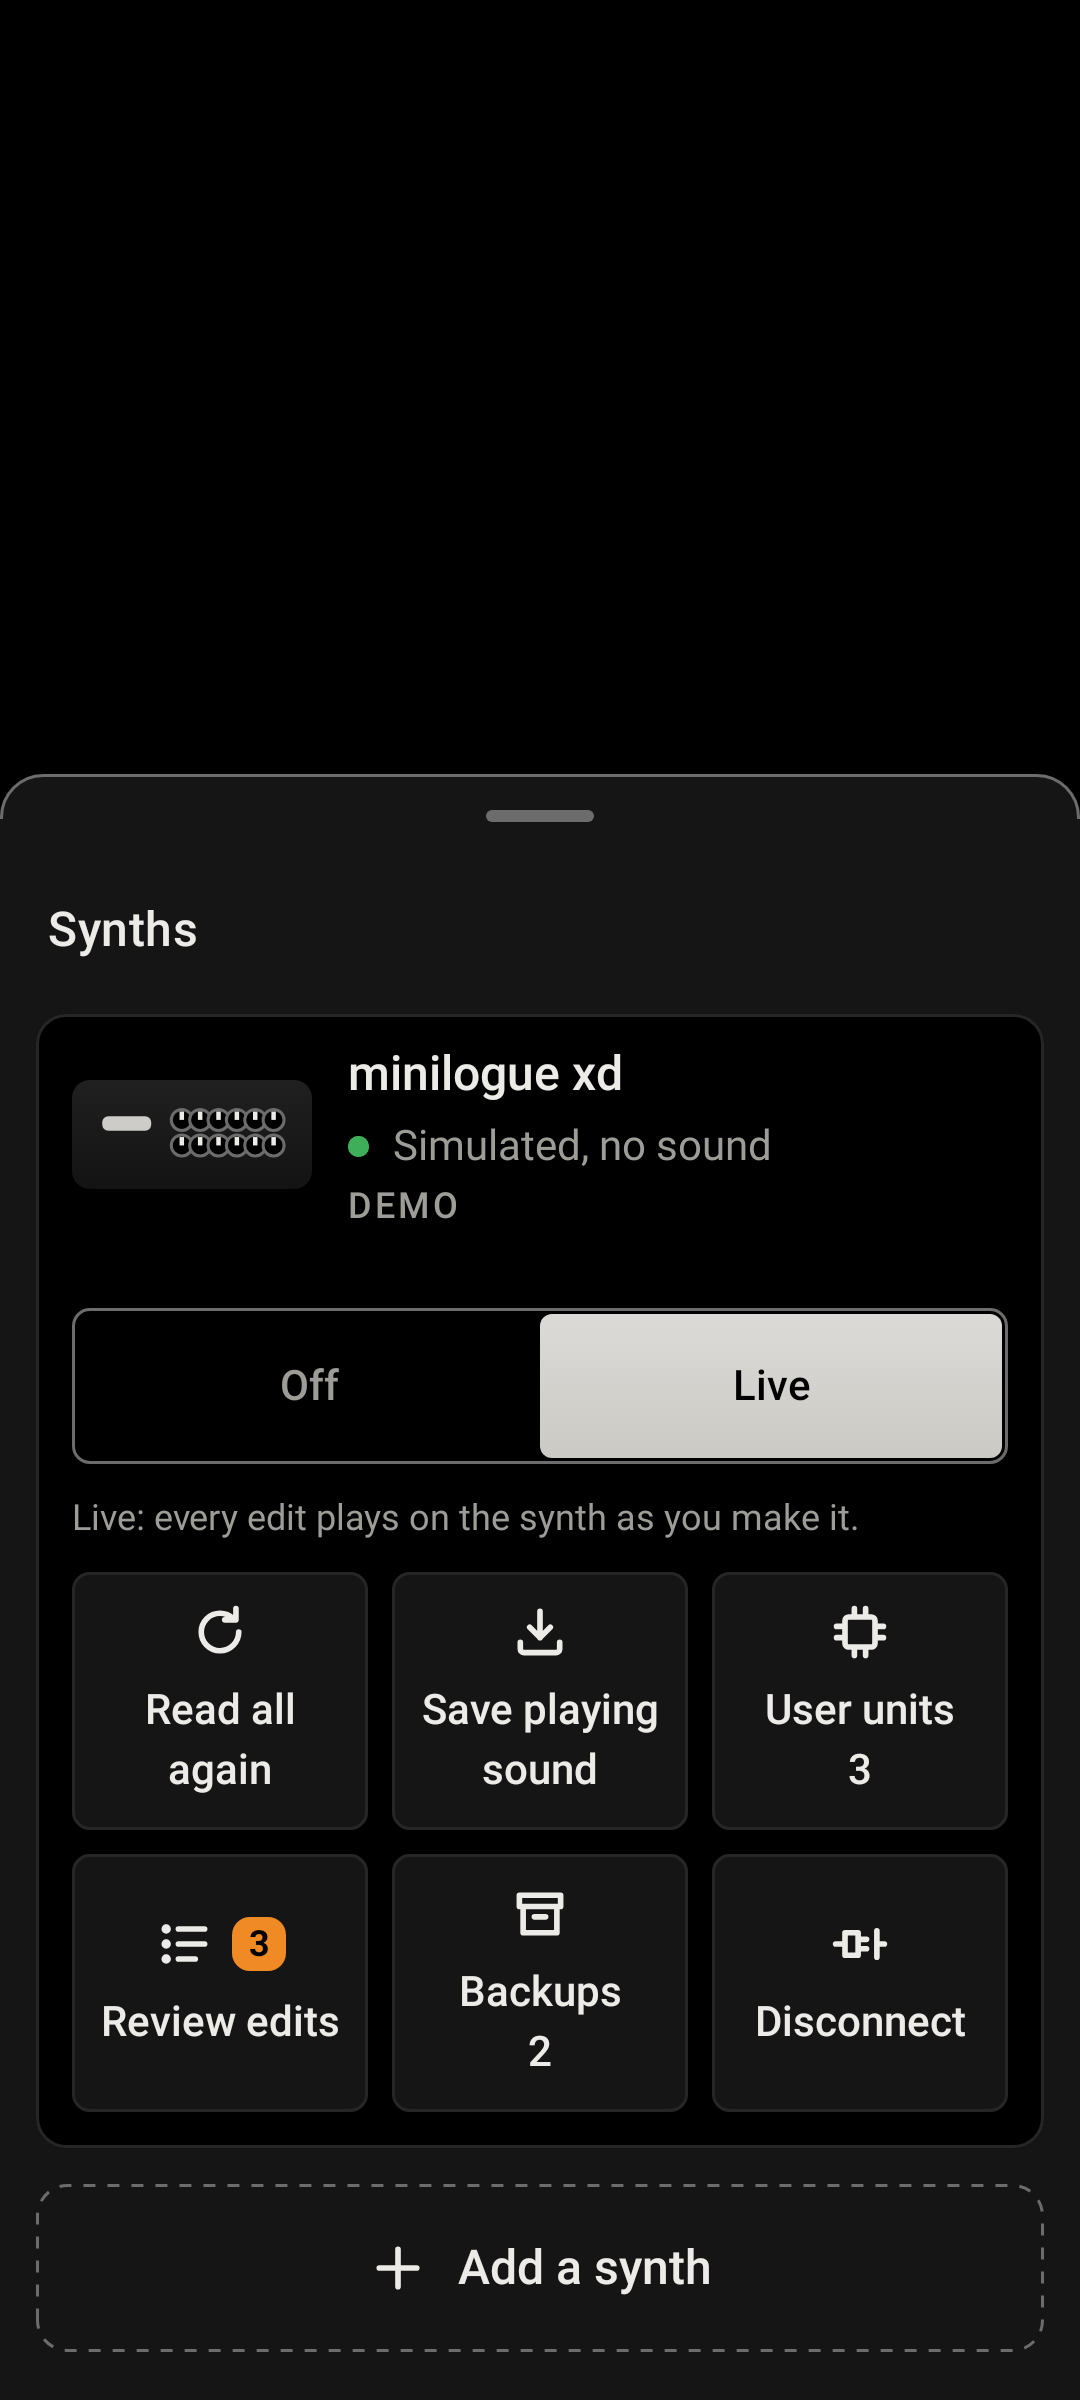 Synths
minilogue xd
Simulated, no sound
DEMO
Off
Live
Live: every edit plays on the synth as you make it.
Read all
again
Save playing
sound
User units
3
3
Review edits
Backups
2
Disconnect
Add a synth